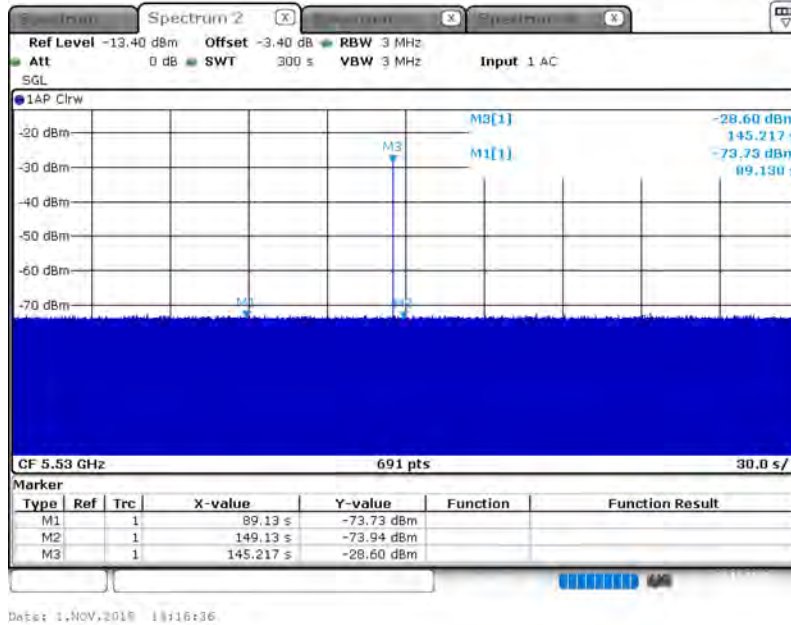 Spectrum 2
Ref Level -13.40 dBm Offset -3.40 dB RBW 3 MHz
Att 0 dB SWT 300 s VBW 3 MHz Input 1 AC
SGL
1AP Clrw
M3[1] -28.60 dBm
145.217 s
M1[1] -73.73 dBm
89.130 s
-20 dBm
M3
-30 dBm
-40 dBm
-50 dBm
-60 dBm
-70 dBm
M1 M2
CF 5.53 GHz 691 pts 30.0 s/
Marker
Type Ref Trc X-value Y-value Function Function Result
M1 1 89.13 s -73.73 dBm
M2 1 149.13 s -73.94 dBm
M3 1 145.217 s -28.60 dBm